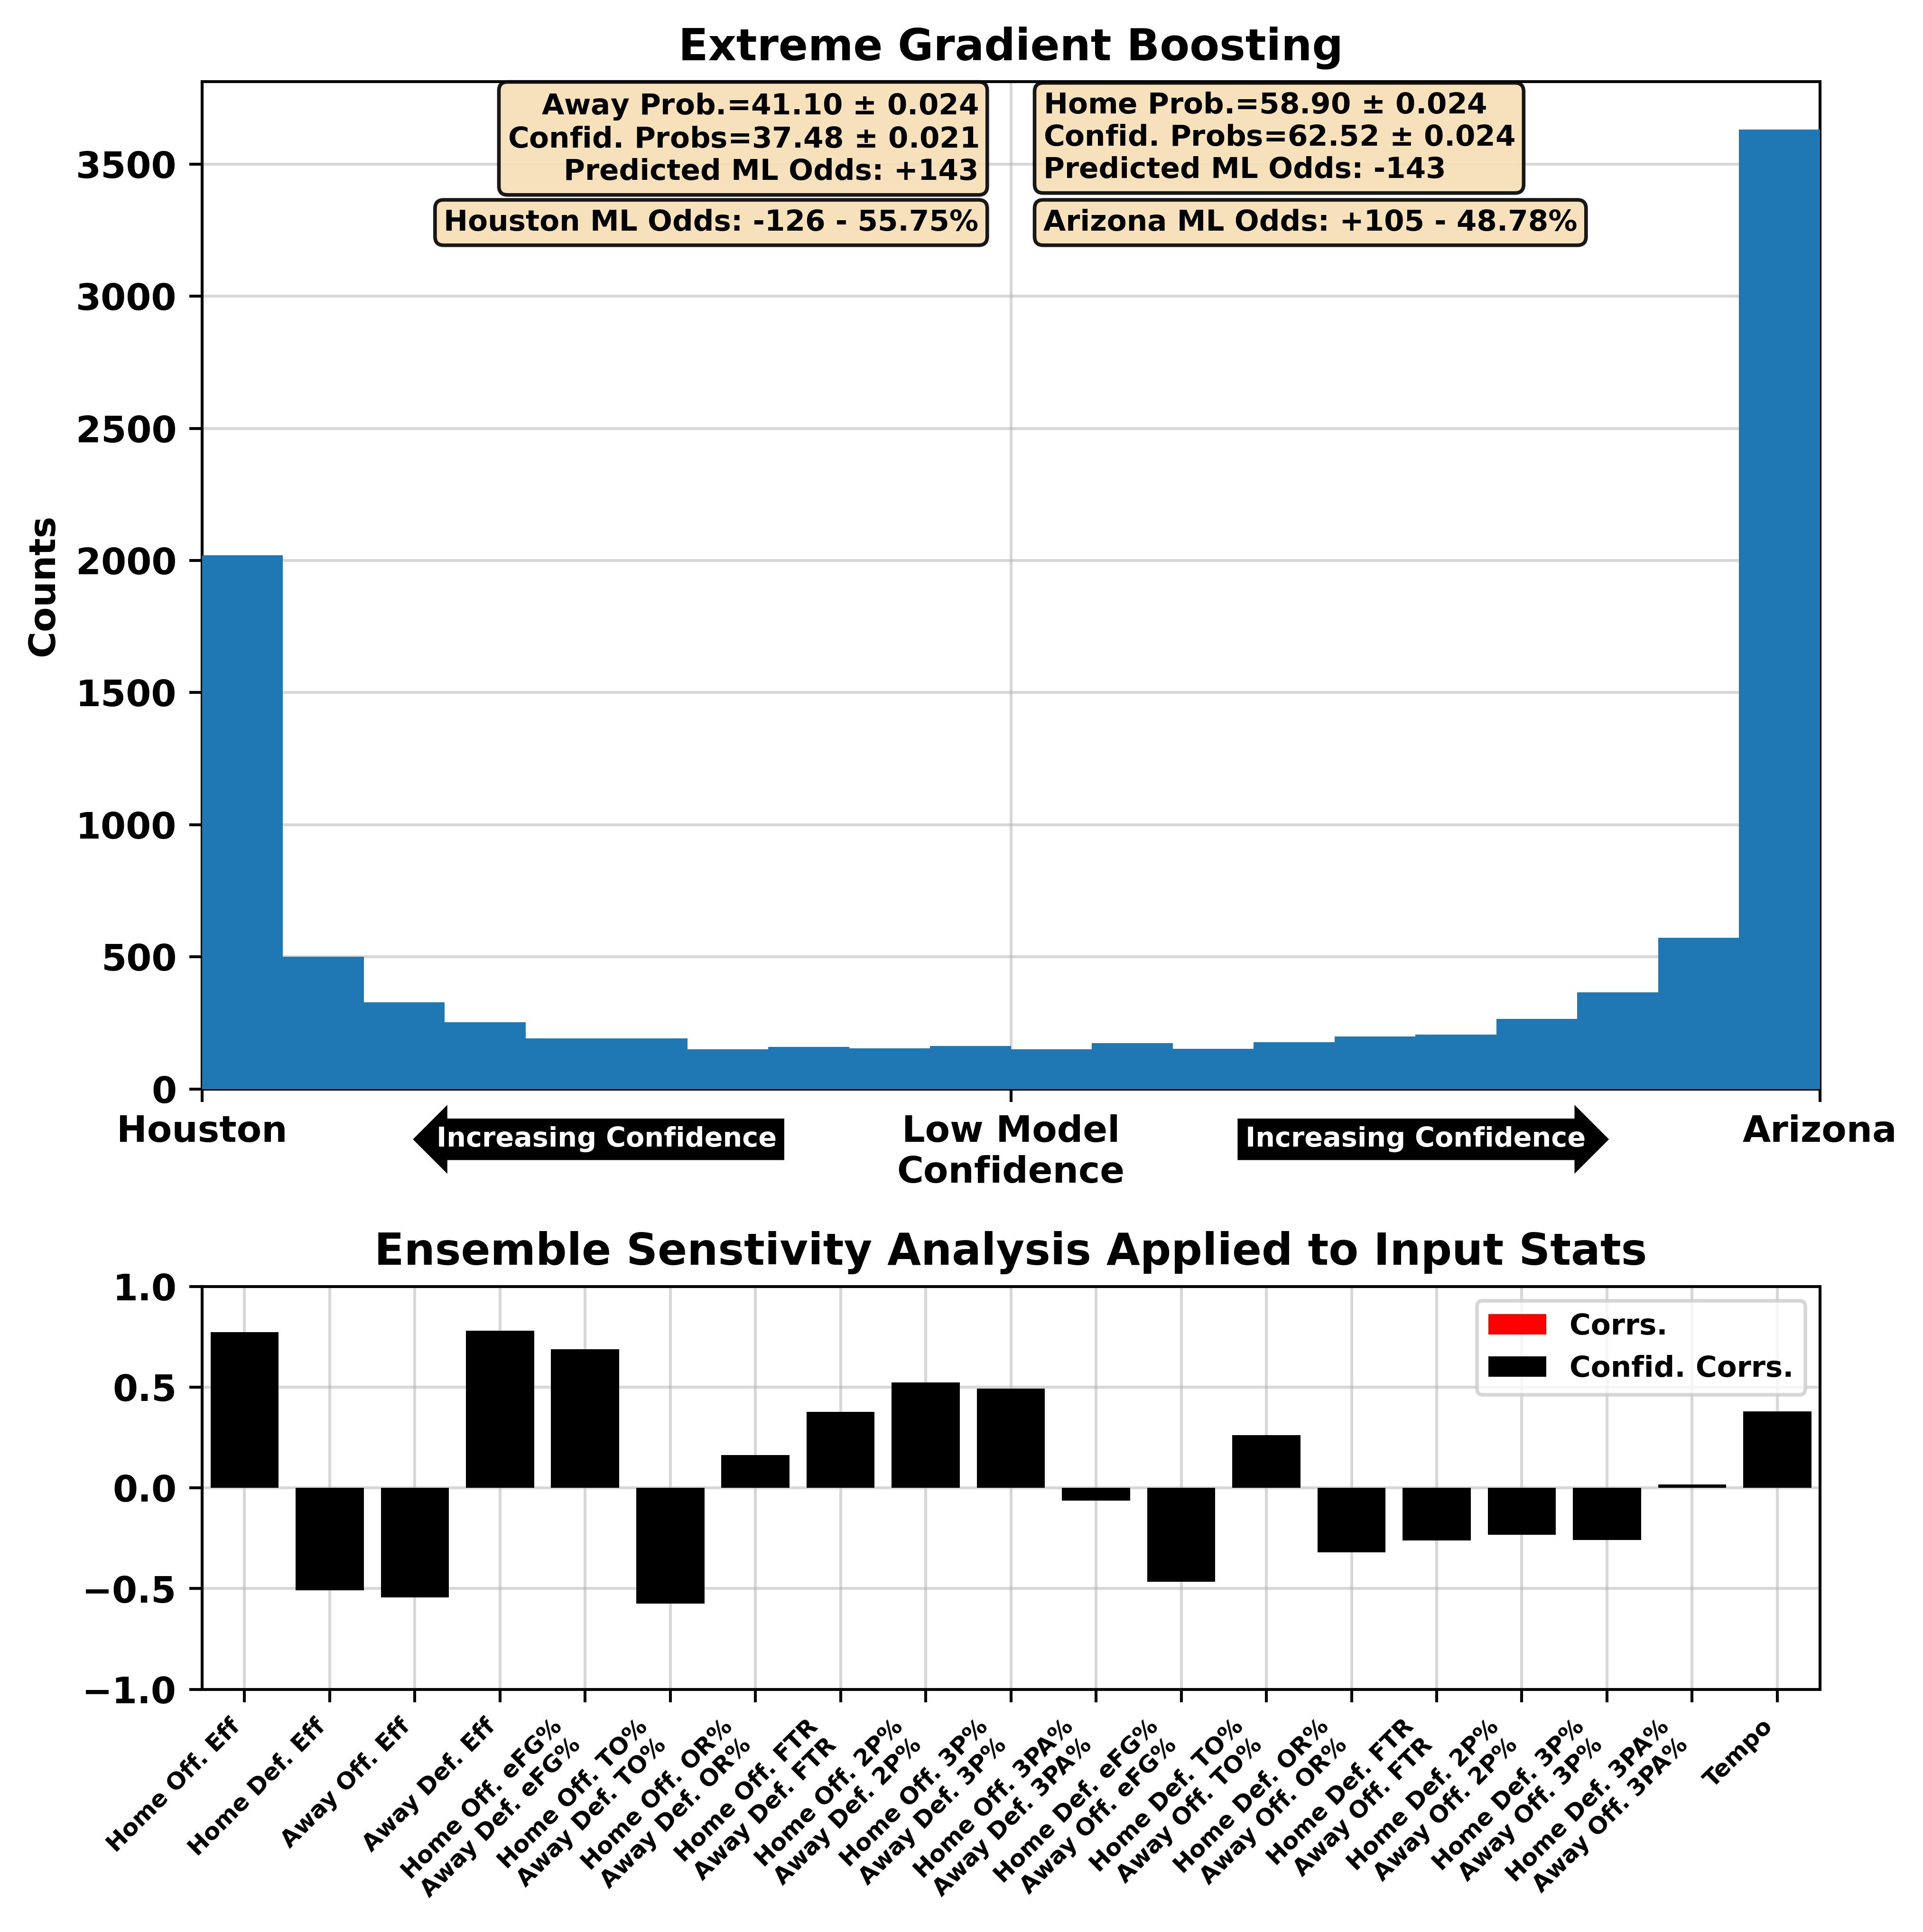 Extreme Gradient Boosting
Away Prob.=41.10 ± 0.024
Confid. Probs=37.48 ± 0.021
Predicted ML Odds: +143
Home Prob.=58.90 ± 0.024
Confid. Probs=62.52 ± 0.024
Predicted ML Odds: -143
Houston ML Odds: -126 - 55.75%
Arizona ML Odds: +105 - 48.78%
Counts
3500
3000
2500
2000
1500
1000
500
0
Houston
Increasing Confidence
Low Model
Confidence
Increasing Confidence
Arizona
Ensemble Senstivity Analysis Applied to Input Stats
1.0
0.5
0.0
−0.5
−1.0
Corrs.
Confid. Corrs.
Home Off. Eff
Home Def. Eff
Away Off. Eff
Away Def. Eff
Home Off. eFG%
Away Def. eFG%
Home Off. TO%
Away Def. TO%
Home Off. OR%
Away Def. OR%
Home Off. FTR
Away Def. FTR
Home Off. 2P%
Away Def. 2P%
Home Off. 3P%
Away Def. 3P%
Home Off. 3PA%
Away Def. 3PA%
Home Def. eFG%
Away Off. eFG%
Home Def. TO%
Away Off. TO%
Home Def. OR%
Away Off. OR%
Home Def. FTR
Away Off. FTR
Home Def. 2P%
Away Off. 2P%
Home Def. 3P%
Away Off. 3P%
Home Def. 3PA%
Away Off. 3PA%
Tempo